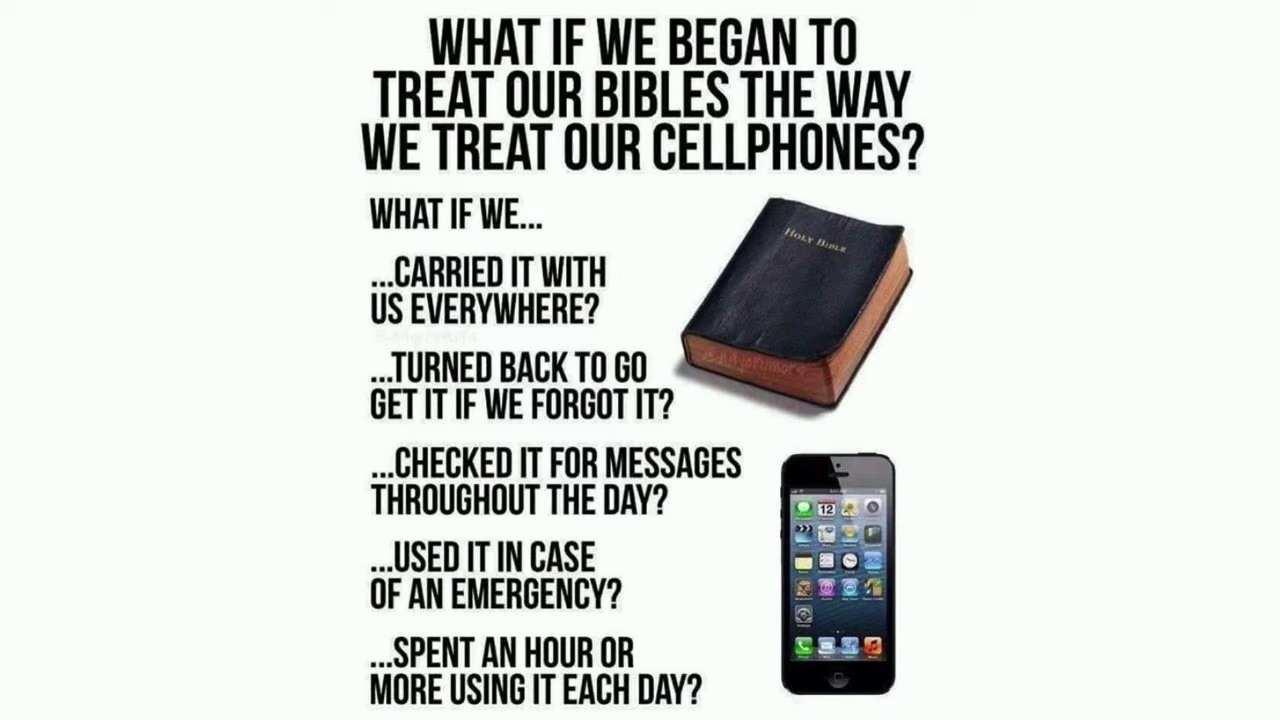 WHAT IF WE BEGAN TO
TREAT OUR BIBLES THE WAY
WE TREAT OUR CELLPHONES?
WHAT IF WE...
...CARRIED IT WITH
US EVERYWHERE?
...TURNED BACK TO GO
GET IT IF WE FORGOT IT?
...CHECKED IT FOR MESSAGES
THROUGHOUT THE DAY?
...USED IT IN CASE
OF AN EMERGENCY?
...SPENT AN HOUR OR
MORE USING IT EACH DAY?
HOLY BIBLE
12